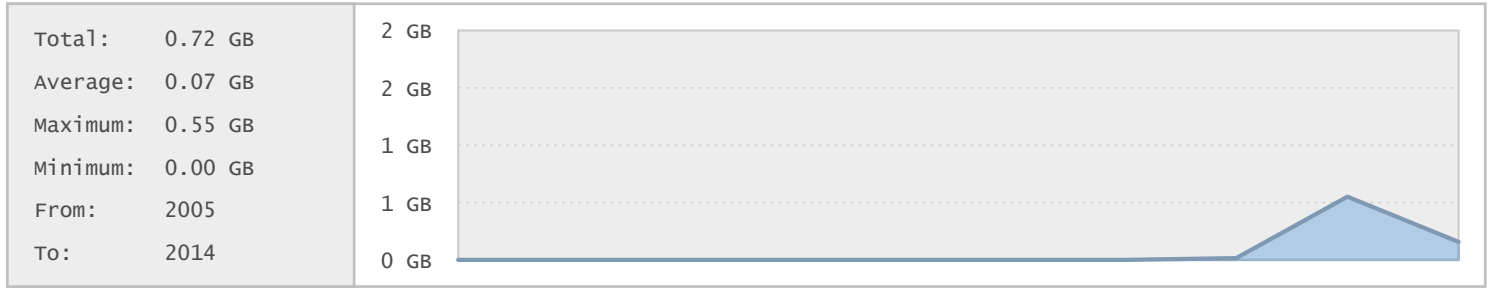 Total: 0.72 GB
Average: 0.07 GB
Maximum: 0.55 GB
Minimum: 0.00 GB
From: 2005
To: 2014
2 GB
2 GB
1 GB
1 GB
0 GB